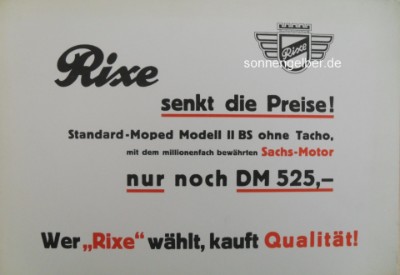 Rixe
Rixe
sonnengelber.de
senkt die Preise!
Standard-Moped Modell II BS ohne Tacho,
mit dem millionenfach bewährten Sachs-Motor
nur noch DM 525,–
Wer „Rixe“ wählt, kauft Qualität!